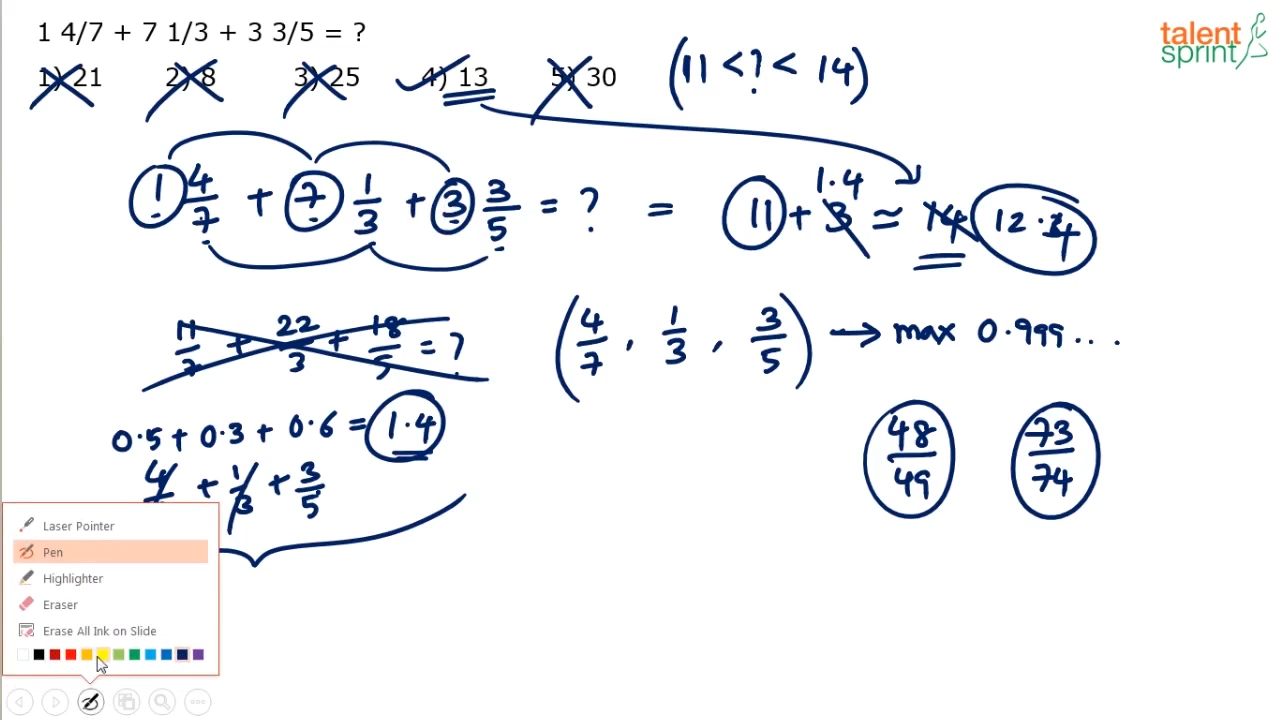 1 4/7 + 7 1/3 + 3 3/5 = ?
talent
sprint
1) 21 2) 8 3) 25 4) 13 5) 30 (11 < ? < 14)
1 4/7 + 7 1/3 + 3 3/5 = ? = 11 + 3 1.4 ≈ 14 12.4
11/7 + 22/3 + 18/5 = ?
(4/7, 1/3, 3/5) → max 0.999...
0.5 + 0.3 + 0.6 = 1.4
4 + 1/3 + 3/5
48/49 73/74
Laser Pointer
Pen
Highlighter
Eraser
Erase All Ink on Slide